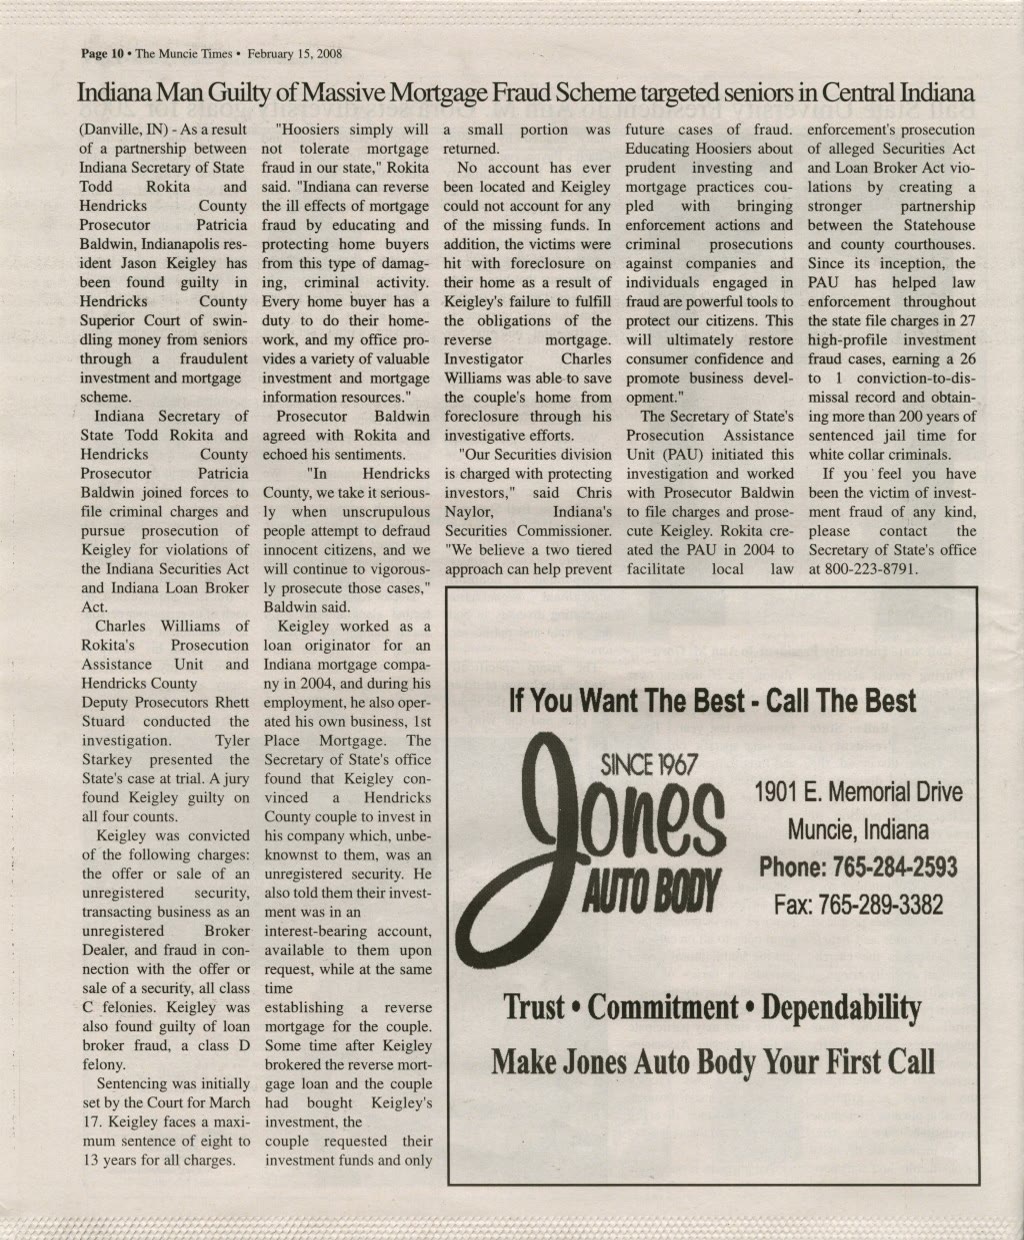 Page 10 • The Muncie Times • February 15, 2008
Indiana Man Guilty of Massive Mortgage Fraud Scheme targeted seniors in Central Indiana
(Danville, IN) - As a result
of a partnership between
Indiana Secretary of State
Todd Rokita and
Hendricks County
Prosecutor Patricia
Baldwin, Indianapolis res-
ident Jason Keigley has
been found guilty in
Hendricks County
Superior Court of swin-
dling money from seniors
through a fraudulent
investment and mortgage
scheme.
Indiana Secretary of
State Todd Rokita and
Hendricks County
Prosecutor Patricia
Baldwin joined forces to
file criminal charges and
pursue prosecution of
Keigley for violations of
the Indiana Securities Act
and Indiana Loan Broker
Act.
Charles Williams of
Rokita's Prosecution
Assistance Unit and
Hendricks County
Deputy Prosecutors Rhett
Stuard conducted the
investigation. Tyler
Starkey presented the
State's case at trial. A jury
found Keigley guilty on
all four counts.
Keigley was convicted
of the following charges:
the offer or sale of an
unregistered security,
transacting business as an
unregistered Broker
Dealer, and fraud in con-
nection with the offer or
sale of a security, all class
C felonies. Keigley was
also found guilty of loan
broker fraud, a class D
felony.
Sentencing was initially
set by the Court for March
17. Keigley faces a maxi-
mum sentence of eight to
13 years for all charges.
"Hoosiers simply will
not tolerate mortgage
fraud in our state," Rokita
said. "Indiana can reverse
the ill effects of mortgage
fraud by educating and
protecting home buyers
from this type of damag-
ing, criminal activity.
Every home buyer has a
duty to do their home-
work, and my office pro-
vides a variety of valuable
investment and mortgage
information resources."
Prosecutor Baldwin
agreed with Rokita and
echoed his sentiments.
"In Hendricks
County, we take it serious-
ly when unscrupulous
people attempt to defraud
innocent citizens, and we
will continue to vigorous-
ly prosecute those cases,"
Baldwin said.
Keigley worked as a
loan originator for an
Indiana mortgage compa-
ny in 2004, and during his
employment, he also oper-
ated his own business, 1st
Place Mortgage. The
Secretary of State's office
found that Keigley con-
vinced a Hendricks
County couple to invest in
his company which, unbe-
knownst to them, was an
unregistered security. He
also told them their invest-
ment was in an
interest-bearing account,
available to them upon
request, while at the same
time
establishing a reverse
mortgage for the couple.
Some time after Keigley
brokered the reverse mort-
gage loan and the couple
had bought Keigley's
investment, the
couple requested their
investment funds and only
a small portion was
returned.
No account has ever
been located and Keigley
could not account for any
of the missing funds. In
addition, the victims were
hit with foreclosure on
their home as a result of
Keigley's failure to fulfill
the obligations of the
reverse mortgage.
Investigator Charles
Williams was able to save
the couple's home from
foreclosure through his
investigative efforts.
"Our Securities division
is charged with protecting
investors," said Chris
Naylor, Indiana's
Securities Commissioner.
"We believe a two tiered
approach can help prevent
future cases of fraud.
Educating Hoosiers about
prudent investing and
mortgage practices cou-
pled with bringing
enforcement actions and
criminal prosecutions
against companies and
individuals engaged in
fraud are powerful tools to
protect our citizens. This
will ultimately restore
consumer confidence and
promote business devel-
opment."
The Secretary of State's
Prosecution Assistance
Unit (PAU) initiated this
investigation and worked
with Prosecutor Baldwin
to file charges and prose-
cute Keigley. Rokita cre-
ated the PAU in 2004 to
facilitate local law
enforcement's prosecution
of alleged Securities Act
and Loan Broker Act vio-
lations by creating a
stronger partnership
between the Statehouse
and county courthouses.
Since its inception, the
PAU has helped law
enforcement throughout
the state file charges in 27
high-profile investment
fraud cases, earning a 26
to 1 conviction-to-dis-
missal record and obtain-
ing more than 200 years of
sentenced jail time for
white collar criminals.
If you feel you have
been the victim of invest-
ment fraud of any kind,
please contact the
Secretary of State's office
at 800-223-8791.
If You Want The Best - Call The Best
SINCE 1967
Jones
AUTO BODY
1901 E. Memorial Drive
Muncie, Indiana
Phone: 765-284-2593
Fax: 765-289-3382
Trust • Commitment • Dependability
Make Jones Auto Body Your First Call